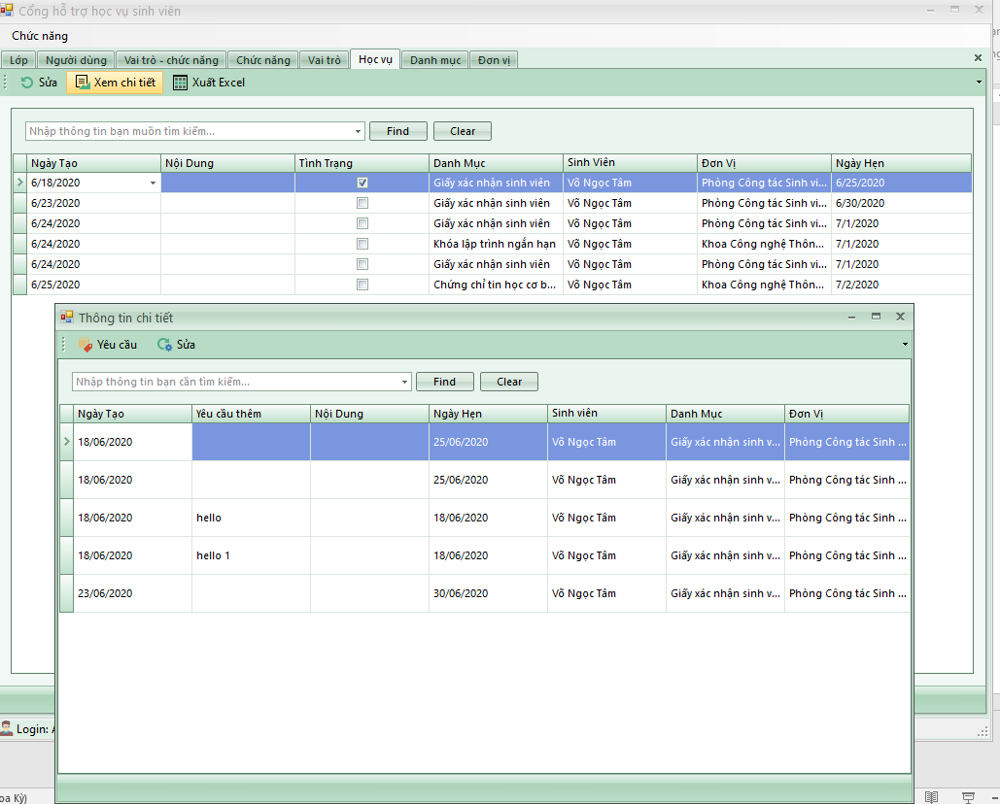 Cổng hỗ trợ học vụ sinh viên
Chức năng
Lớp Người dùng Vai trò - chức năng Chức năng Vai trò Học vụ Danh mục Đơn vị
Sửa Xem chi tiết Xuất Excel
Nhập thông tin bạn muồn tìm kiếm... Find Clear
Ngày Tạo Nội Dung Tình Trạng Danh Mục Sinh Viên Đơn Vị Ngày Hẹn
6/18/2020 Giấy xác nhận sinh viên Võ Ngọc Tâm Phòng Công tác Sinh vi... 6/25/2020
6/23/2020 Giấy xác nhận sinh viên Võ Ngọc Tâm Phòng Công tác Sinh vi... 6/30/2020
6/24/2020 Giấy xác nhận sinh viên Võ Ngọc Tâm Phòng Công tác Sinh vi... 7/1/2020
6/24/2020 Khóa lập trình ngắn hạn Võ Ngọc Tâm Khoa Công nghệ Thôn... 7/1/2020
6/24/2020 Giấy xác nhận sinh viên Võ Ngọc Tâm Phòng Công tác Sinh vi... 7/1/2020
6/25/2020 Chứng chỉ tin học cơ b... Võ Ngọc Tâm Khoa Công nghệ Thôn... 7/2/2020
Thông tin chi tiết
Yêu cầu Sửa
Nhập thông tin bạn cần tìm kiếm... Find Clear
Ngày Tạo Yêu cầu thêm Nội Dung Ngày Hẹn Sinh viên Danh Mục Đơn Vị
18/06/2020 25/06/2020 Võ Ngọc Tâm Giấy xác nhận sinh v... Phòng Công tác Sinh ...
18/06/2020 25/06/2020 Võ Ngọc Tâm Giấy xác nhận sinh v... Phòng Công tác Sinh ...
18/06/2020 hello 18/06/2020 Võ Ngọc Tâm Giấy xác nhận sinh v... Phòng Công tác Sinh ...
18/06/2020 hello 1 18/06/2020 Võ Ngọc Tâm Giấy xác nhận sinh v... Phòng Công tác Sinh ...
23/06/2020 30/06/2020 Võ Ngọc Tâm Giấy xác nhận sinh v... Phòng Công tác Sinh ...
Login:
oa Kỳ)